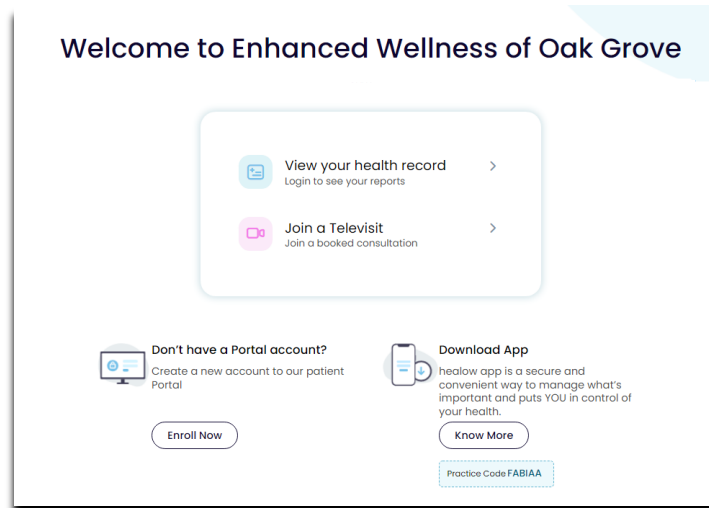 Welcome to Enhanced Wellness of Oak Grove
View your health record
Login to see your reports
Join a Televisit
Join a booked consultation
Don't have a Portal account?
Create a new account to our patient
Portal
Enroll Now
Download App
healow app is a secure and
convenient way to manage what's
important and puts YOU in control of
your health.
Know More
Practice Code FABIAA